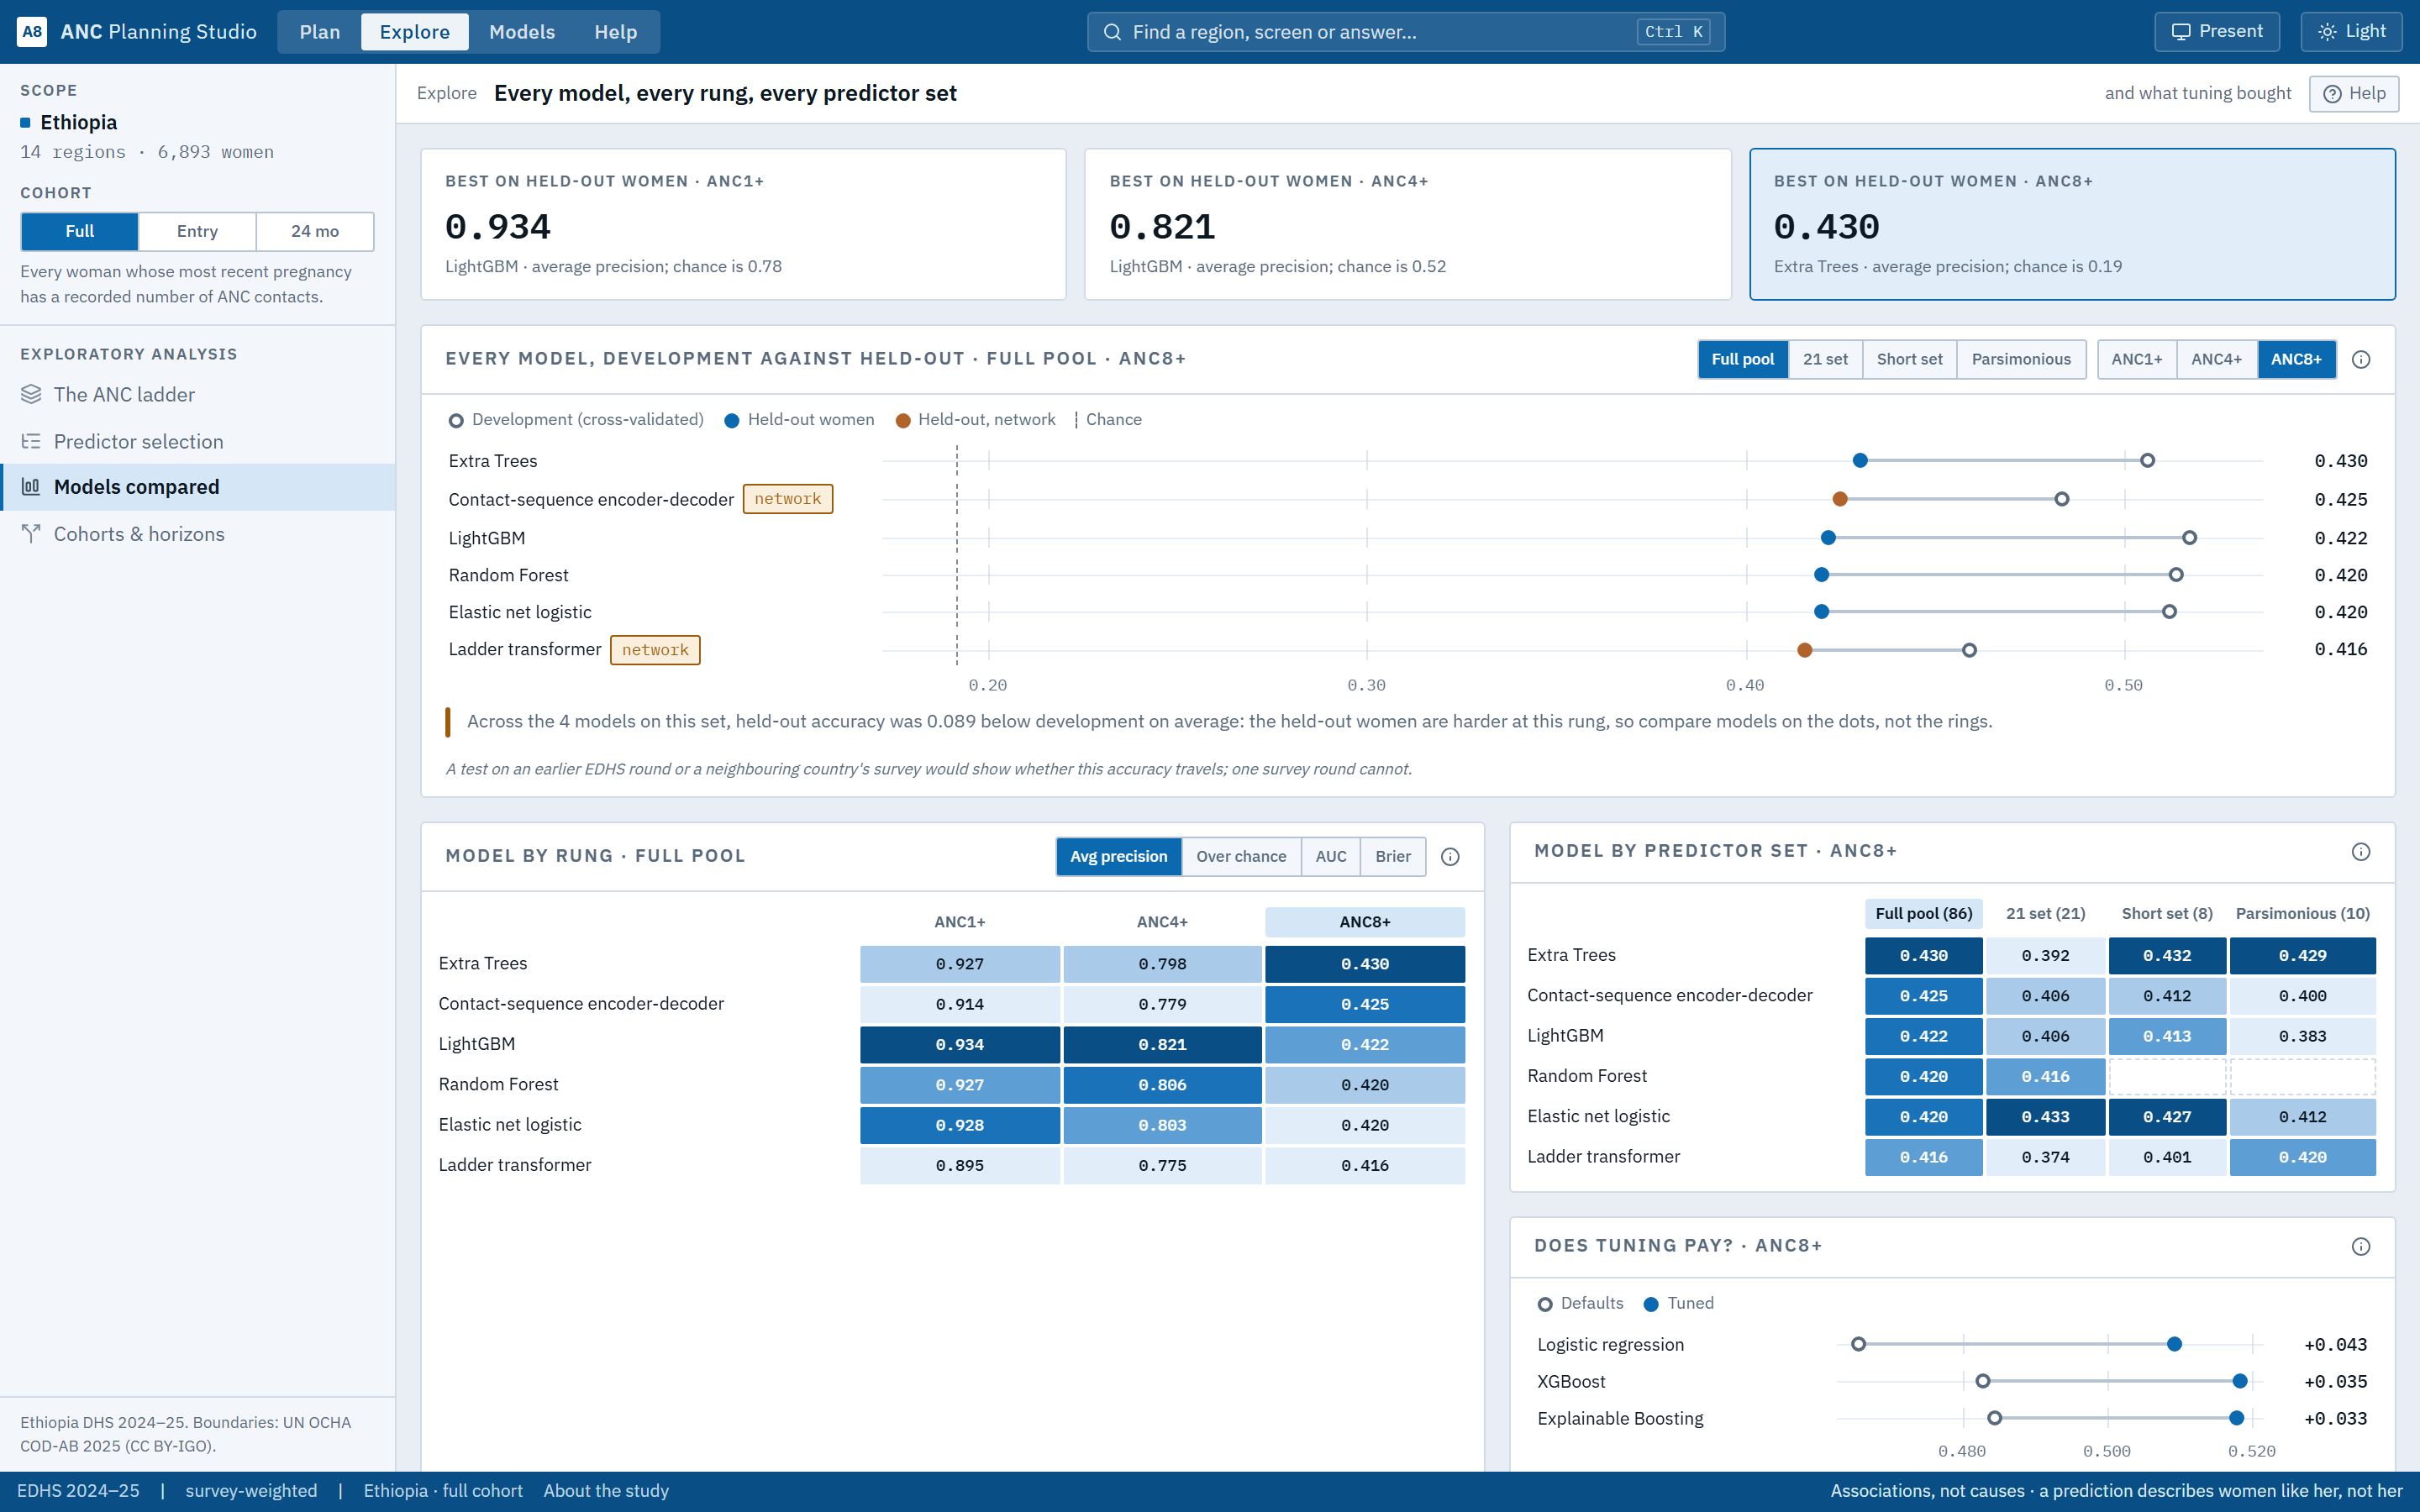 A8 ANC Planning Studio Plan Explore Models Help Find a region, screen or answer... Ctrl K Present Light
SCOPE
Ethiopia
14 regions · 6,893 women
COHORT
Full Entry 24 mo
Every woman whose most recent pregnancy
has a recorded number of ANC contacts.
EXPLORATORY ANALYSIS
The ANC ladder
Predictor selection
Models compared
Cohorts & horizons
Ethiopia DHS 2024–25. Boundaries: UN OCHA
COD-AB 2025 (CC BY-IGO).
Explore Every model, every rung, every predictor set and what tuning bought Help
BEST ON HELD-OUT WOMEN · ANC1+
0.934
LightGBM · average precision; chance is 0.78
BEST ON HELD-OUT WOMEN · ANC4+
0.821
LightGBM · average precision; chance is 0.52
BEST ON HELD-OUT WOMEN · ANC8+
0.430
Extra Trees · average precision; chance is 0.19
EVERY MODEL, DEVELOPMENT AGAINST HELD-OUT · FULL POOL · ANC8+ Full pool 21 set Short set Parsimonious ANC1+ ANC4+ ANC8+
Development (cross-validated) Held-out women Held-out, network Chance
Extra Trees 0.430
Contact-sequence encoder-decoder network 0.425
LightGBM 0.422
Random Forest 0.420
Elastic net logistic 0.420
Ladder transformer network 0.416
0.20 0.30 0.40 0.50
Across the 4 models on this set, held-out accuracy was 0.089 below development on average: the held-out women are harder at this rung, so compare models on the dots, not the rings.
A test on an earlier EDHS round or a neighbouring country's survey would show whether this accuracy travels; one survey round cannot.
MODEL BY RUNG · FULL POOL Avg precision Over chance AUC Brier
ANC1+ ANC4+ ANC8+
Extra Trees 0.927 0.798 0.430
Contact-sequence encoder-decoder 0.914 0.779 0.425
LightGBM 0.934 0.821 0.422
Random Forest 0.927 0.806 0.420
Elastic net logistic 0.928 0.803 0.420
Ladder transformer 0.895 0.775 0.416
MODEL BY PREDICTOR SET · ANC8+
Full pool (86) 21 set (21) Short set (8) Parsimonious (10)
Extra Trees 0.430 0.392 0.432 0.429
Contact-sequence encoder-decoder 0.425 0.406 0.412 0.400
LightGBM 0.422 0.406 0.413 0.383
Random Forest 0.420 0.416
Elastic net logistic 0.420 0.433 0.427 0.412
Ladder transformer 0.416 0.374 0.401 0.420
DOES TUNING PAY? · ANC8+
Defaults Tuned
Logistic regression +0.043
XGBoost +0.035
Explainable Boosting +0.033
0.480 0.500 0.520
EDHS 2024–25 | survey-weighted | Ethiopia · full cohort About the study Associations, not causes · a prediction describes women like her, not her